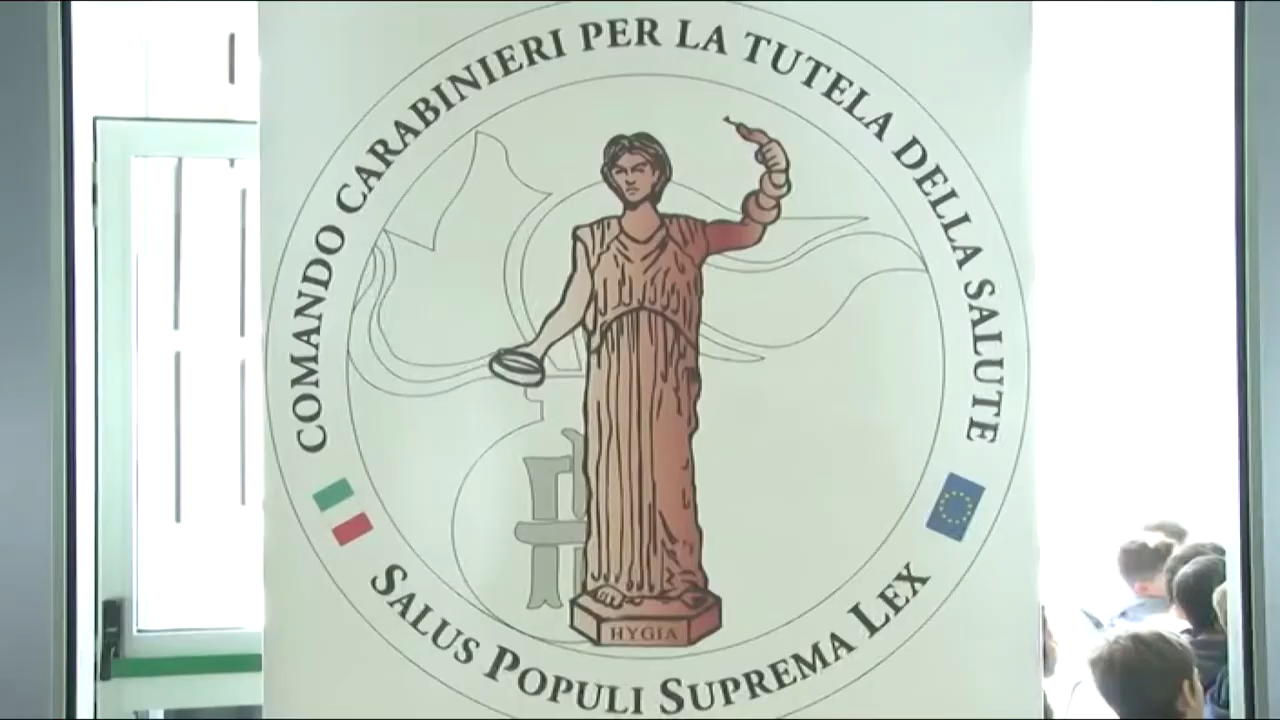 COMANDO CARABINIERI PER LA TUTELA DELLA SALUTE
HYGIA
SALUS POPULI SUPREMA LEX